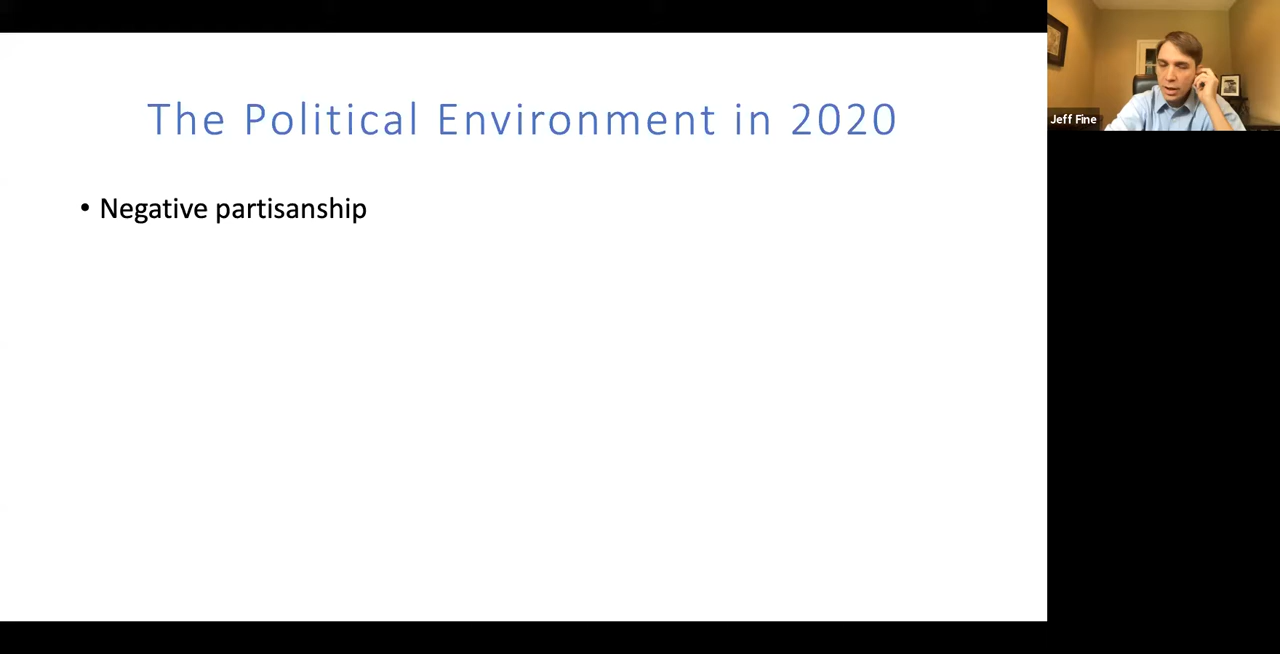 The Political Environment in 2020
• Negative partisanship
Jeff Fine